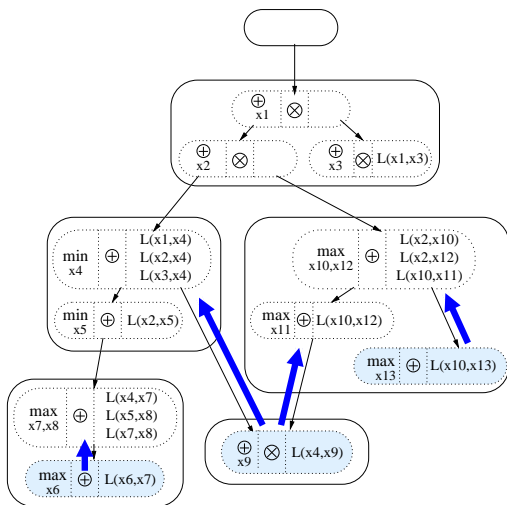 ⊕ x1 ⊗
⊕ x2 ⊗
⊕ x3 ⊗ L(x1,x3)
min x4 ⊕ L(x1,x4)
L(x2,x4)
L(x3,x4)
max x10,x12 ⊕ L(x2,x10)
L(x2,x12)
L(x10,x11)
min x5 ⊕ L(x2,x5)
max x11 ⊕ L(x10,x12)
max x13 ⊕ L(x10,x13)
max x7,x8 ⊕ L(x4,x7)
L(x5,x8)
L(x7,x8)
⊕ x9 ⊗ L(x4,x9)
max x6 ⊕ L(x6,x7)